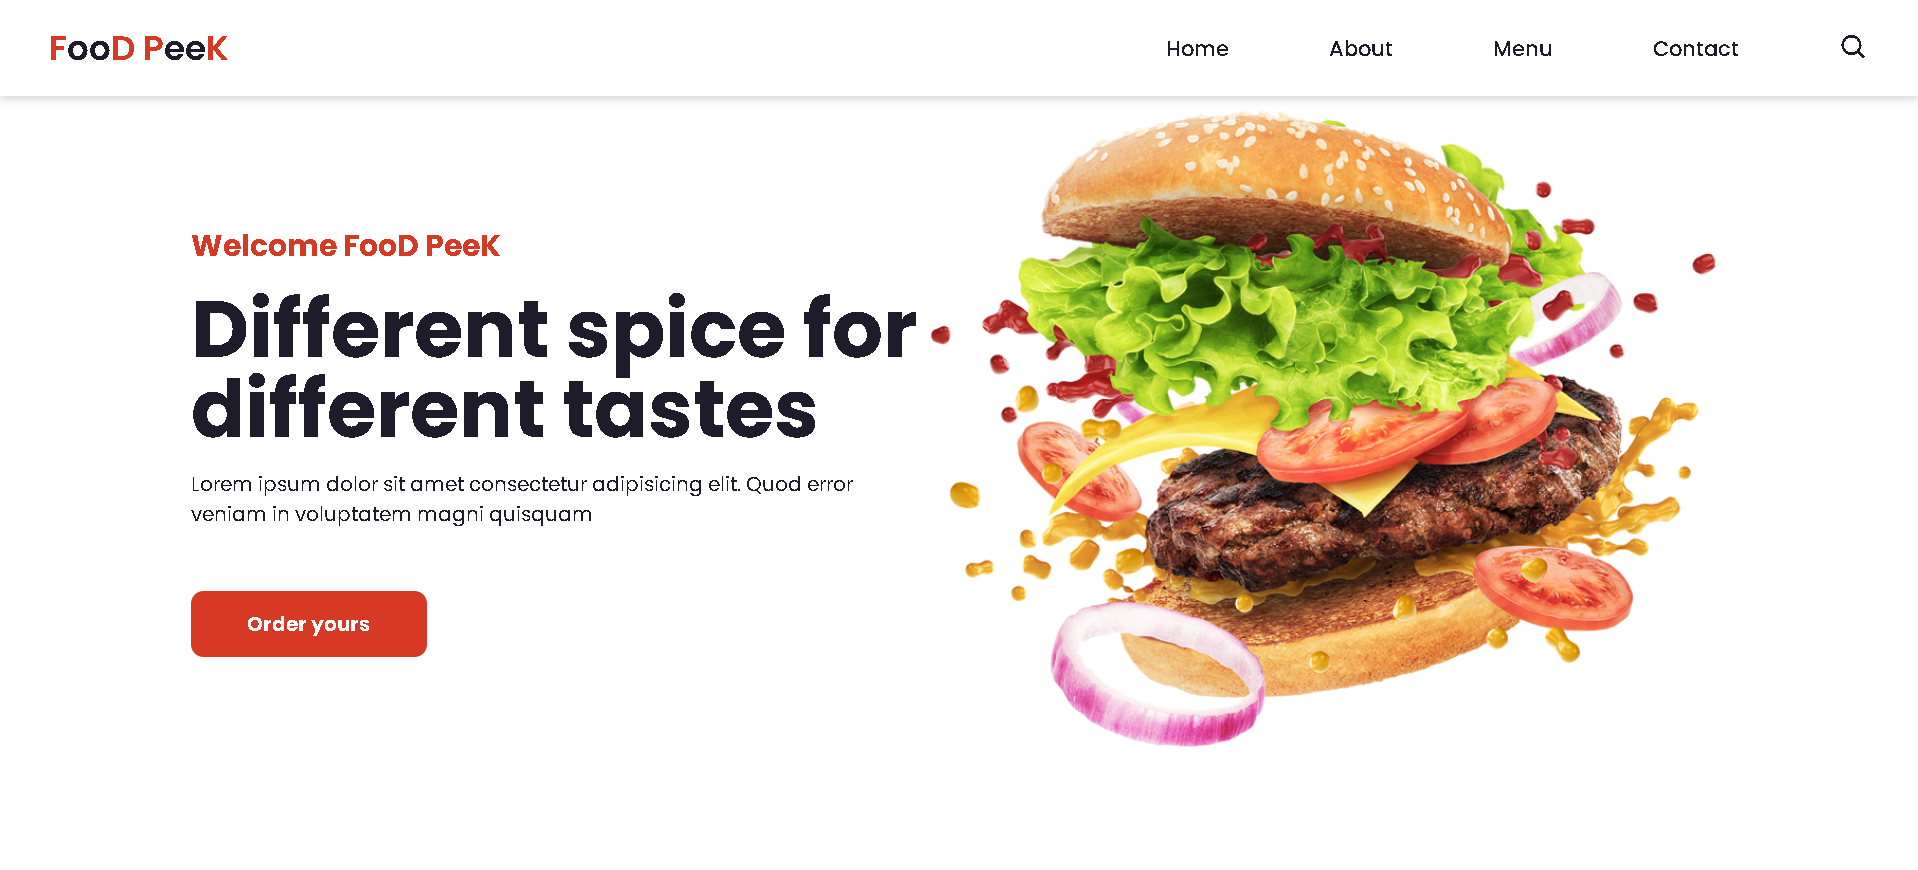 FooD PeeK
Home About Menu Contact
Welcome FooD PeeK
Different spice for
different tastes
Lorem ipsum dolor sit amet consectetur adipisicing elit. Quod error
veniam in voluptatem magni quisquam
Order yours